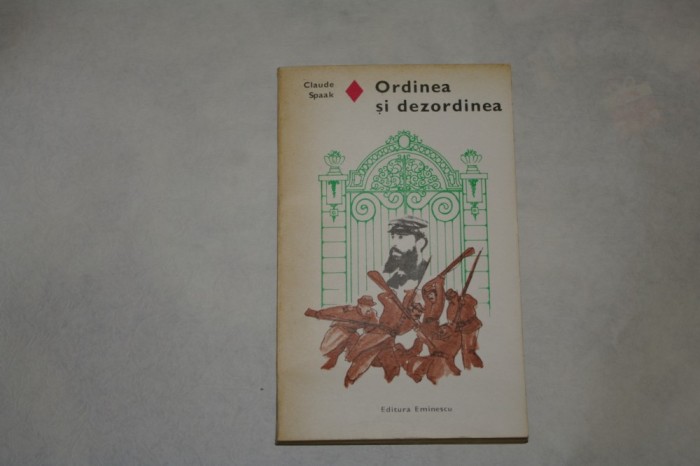 Claude
Spaak
Ordinea
și dezordinea
Editura Eminescu